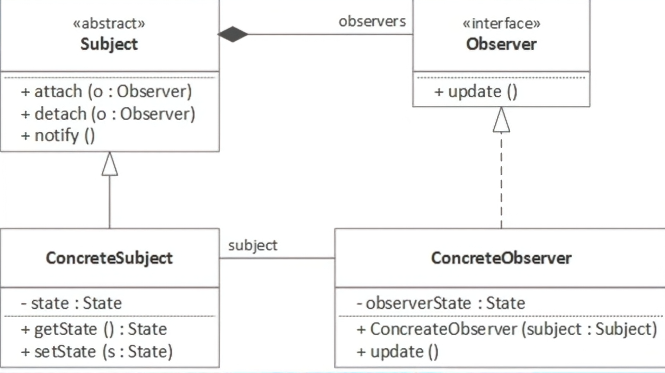 «abstract»
Subject
+ attach (o : Observer)
+ detach (o : Observer)
+ notify ()
observers
«interface»
Observer
+ update ()
ConcreteSubject
- state : State
+ getState () : State
+ setState (s : State)
subject
ConcreteObserver
- observerState : State
+ ConcreateObserver (subject : Subject)
+ update ()